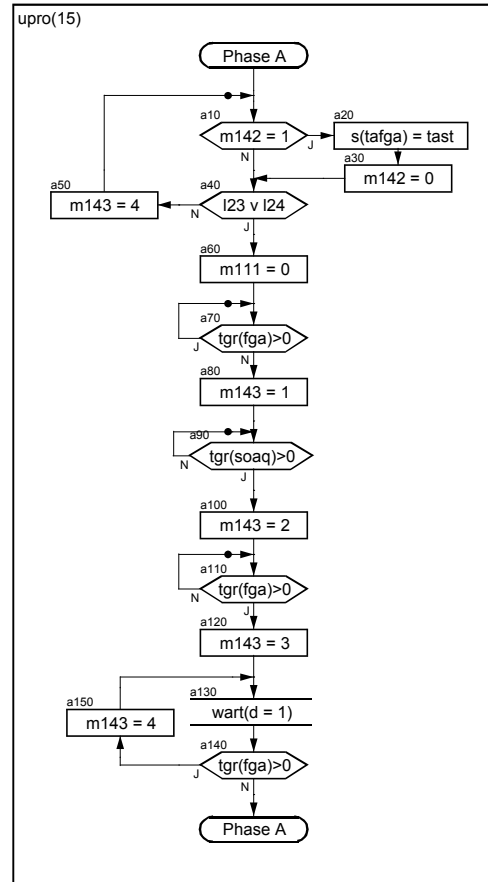 upro(15)
Phase A
a10
m142 = 1
J
N
a20
s(tafga) = tast
a30
m142 = 0
a40
l23 v l24
N
J
a50
m143 = 4
a60
m111 = 0
a70
tgr(fga)>0
J
N
a80
m143 = 1
a90
tgr(soaq)>0
N
J
a100
m143 = 2
a110
tgr(fga)>0
N
J
a120
m143 = 3
a130
wart(d = 1)
a150
m143 = 4
a140
tgr(fga)>0
J
N
Phase A